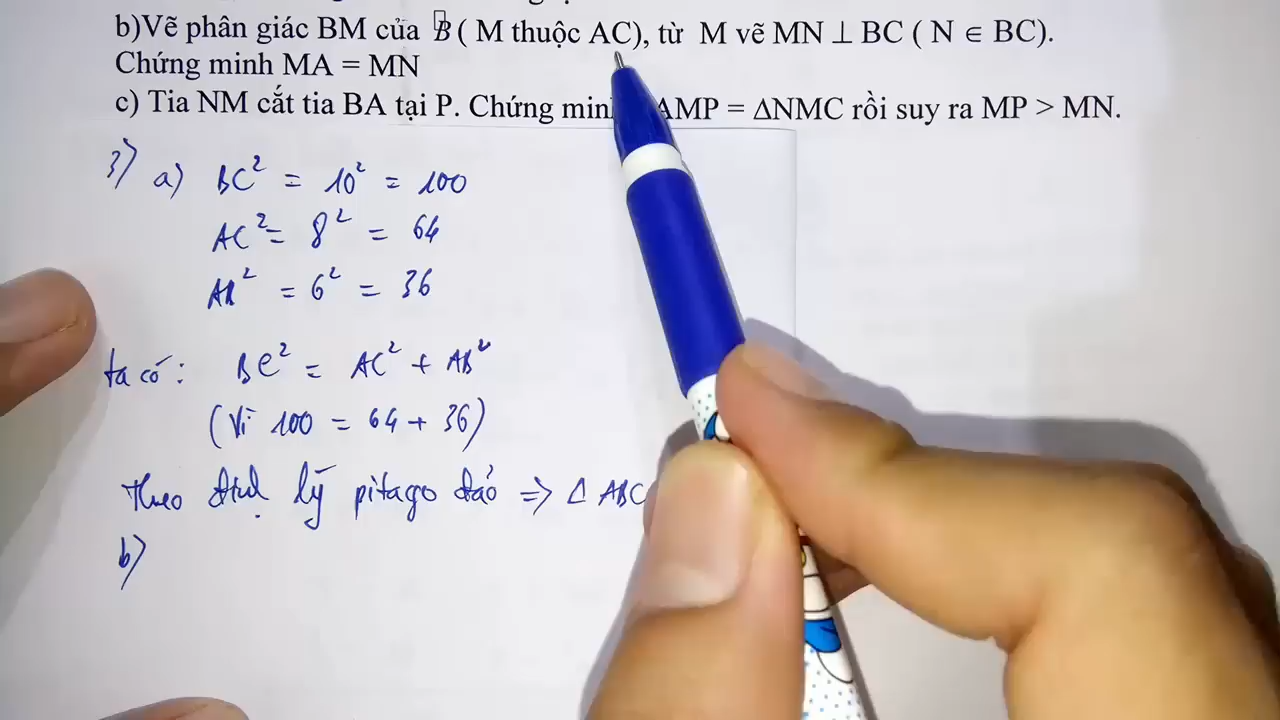 b)Vẽ phân giác BM của B ( M thuộc AC), từ M vẽ MN ⊥ BC ( N ∈ BC).
Chứng minh MA = MN
c) Tia NM cắt tia BA tại P. Chứng min AMP = ΔNMC rồi suy ra MP > MN.
3) a) BC² = 10² = 100
AC² = 8² = 64
AB² = 6² = 36
ta có: BC² = AC² + AB²
(Vì 100 = 64 + 36)
Theo định lý pitago đảo => Δ ABC
b)